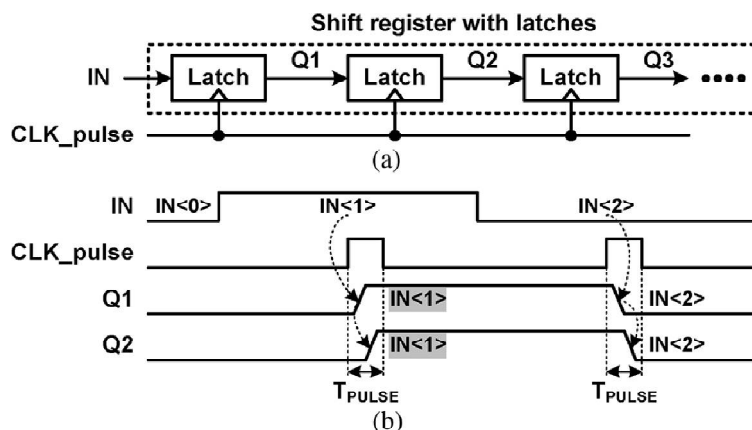 Shift register with latches
IN Latch Q1 Latch Q2 Latch Q3
CLK_pulse
(a)
IN IN<0> IN<1> IN<2>
CLK_pulse
Q1 IN<1> IN<2>
Q2 IN<1> IN<2>
TPULSE TPULSE
(b)